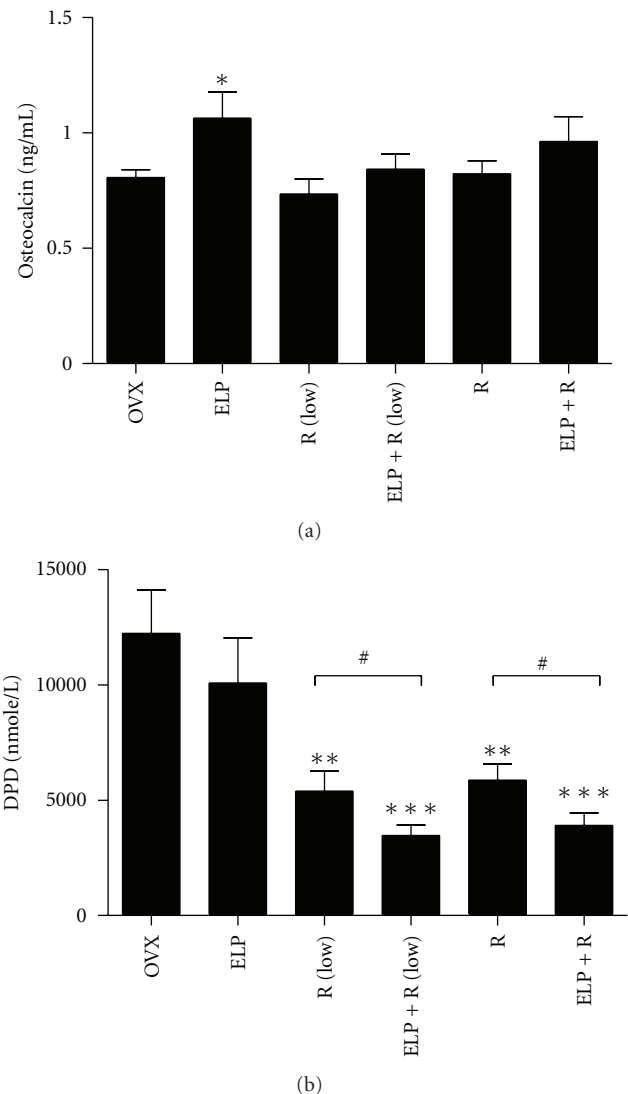 1.5
1
0.5
0
Osteocalcin (ng/mL)
*
OVX
ELP
R (low)
ELP + R (low)
R
ELP + R
(a)
15000
10000
5000
0
DPD (nmole/L)
#
#
**
***
**
***
OVX
ELP
R (low)
ELP + R (low)
R
ELP + R
(b)